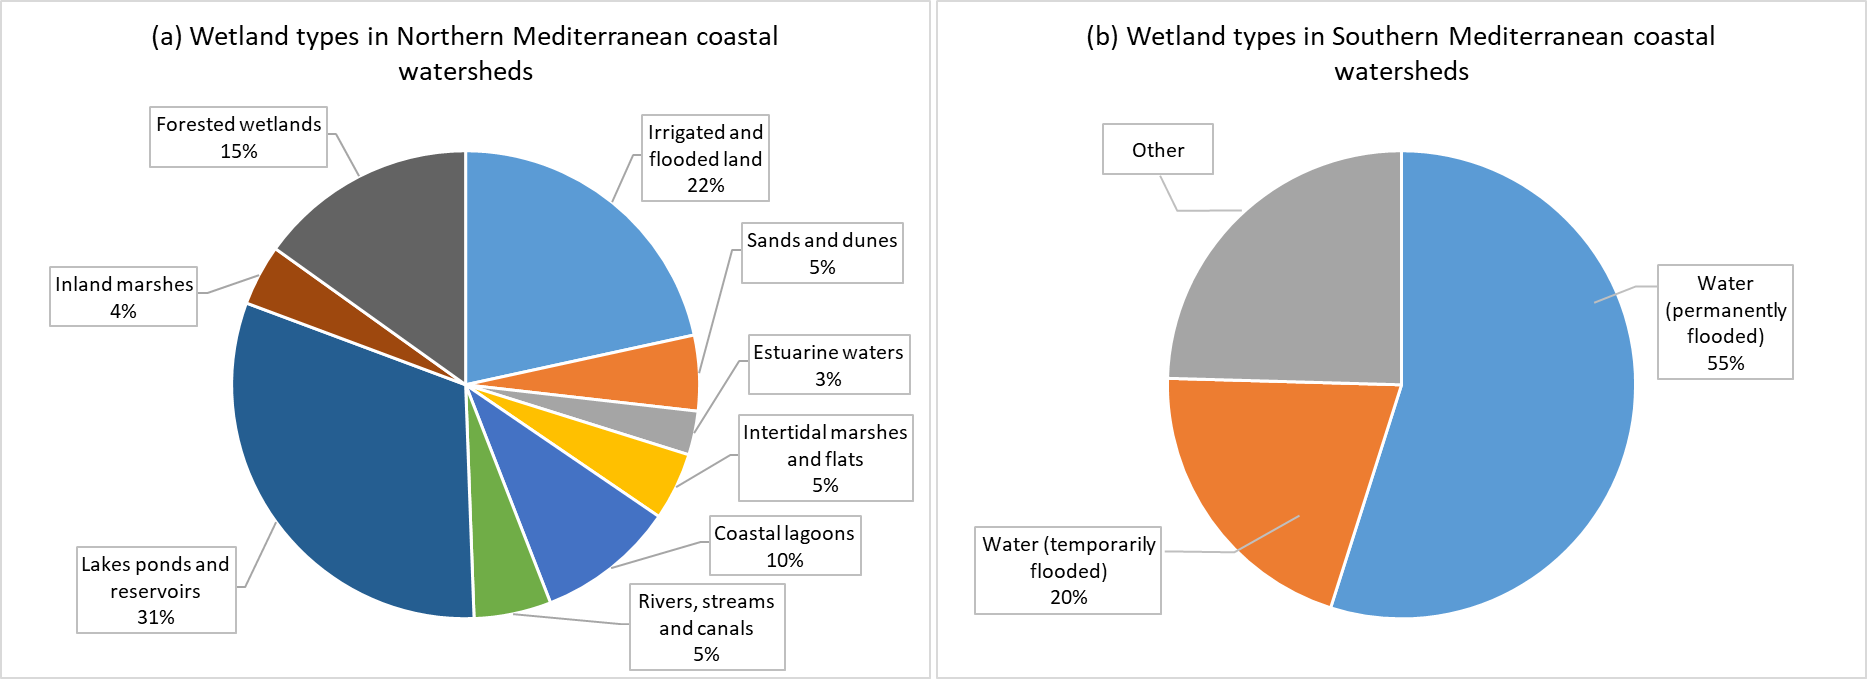 (a) Wetland types in Northern Mediterranean coastal
watersheds
Forested wetlands
15%
Irrigated and
flooded land
22%
Sands and dunes
5%
Inland marshes
4%
Estuarine waters
3%
Intertidal marshes
and flats
5%
Coastal lagoons
10%
Lakes ponds and
reservoirs
31%
Rivers, streams
and canals
5%
(b) Wetland types in Southern Mediterranean coastal
watersheds
Other
Water
(permanently
flooded)
55%
Water (temporarily
flooded)
20%